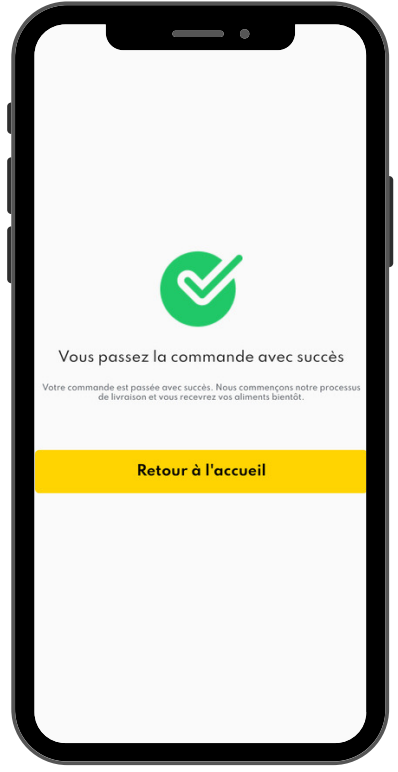 Vous passez la commande avec succès
Votre commande est passée avec succès. Nous commençons notre processus
de livraison et vous recevrez vos aliments bientôt.
Retour à l'accueil